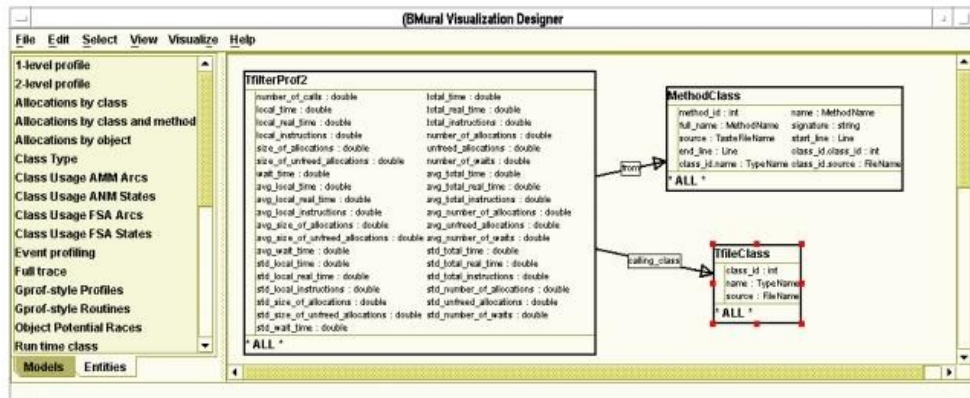 (BMural Visualization Designer
File Edit Select View Visualize Help
1-level profile
2-level profile
Allocations by class
Allocations by class and method
Allocations by object
Class Type
Class Usage AMM Arcs
Class Usage ANM States
Class Usage FSA Arcs
Class Usage FSA States
Event profiling
Full trace
Gprof-style Profiles
Gprof-style Routines
Object Potential Races
Run time class
Models Entities
TfilterProf2
number_of_calls : double total_time : double
local_time : double total_real_time : double
local_real_time : double total_instructions : double
local_instructions : double number_of_allocations : double
size_of_allocations : double unfreed_allocations : double
size_of_unfreed_allocations : double number_of_waits : double
wait_time : double avg_total_time : double
avg_local_time : double avg_total_real_time : double
avg_local_real_time : double avg_total_instructions : double
avg_local_instructions : double avg_number_of_allocations : double
avg_size_of_allocations : double avg_unfreed_allocations : double
avg_size_of_unfreed_allocations : double avg_number_of_waits : double
avg_wait_time : double std_total_time : double
std_local_time : double std_total_real_time : double
std_local_real_time : double std_total_instructions : double
std_local_instructions : double std_number_of_allocations : double
std_size_of_allocations : double std_unfreed_allocations : double
std_size_of_unfreed_allocations : double std_number_of_waits : double
std_wait_time : double
* ALL *
from
calling_class
MethodClass
method_id : int name : MethodName
full_name : MethodName signature : string
source : TasteFileName start_line : Line
end_line : Line class_id.class_id : int
class_id.name : TypeName class_id.source : FileName
* ALL *
TfileClass
class_id : int
name : TypeName
source : FileName
* ALL *